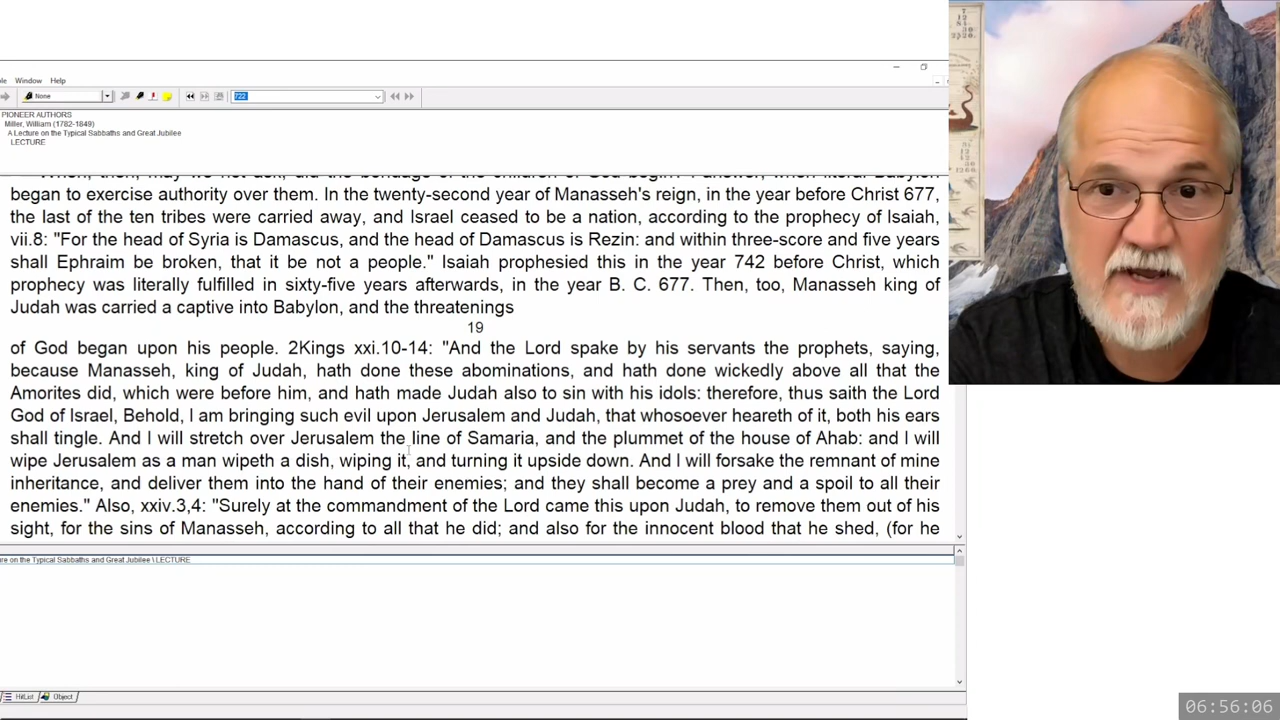 le Window Help
None
722
PIONEER AUTHORS
Miller, William (1782-1849)
A Lecture on the Typical Sabbaths and Great Jubilee
LECTURE
began to exercise authority over them. In the twenty-second year of Manasseh's reign, in the year before Christ 677,
the last of the ten tribes were carried away, and Israel ceased to be a nation, according to the prophecy of Isaiah,
vii.8: "For the head of Syria is Damascus, and the head of Damascus is Rezin: and within three-score and five years
shall Ephraim be broken, that it be not a people." Isaiah prophesied this in the year 742 before Christ, which
prophecy was literally fulfilled in sixty-five years afterwards, in the year B. C. 677. Then, too, Manasseh king of
Judah was carried a captive into Babylon, and the threatenings
19
of God began upon his people. 2Kings xxi.10-14: "And the Lord spake by his servants the prophets, saying,
because Manasseh, king of Judah, hath done these abominations, and hath done wickedly above all that the
Amorites did, which were before him, and hath made Judah also to sin with his idols: therefore, thus saith the Lord
God of Israel, Behold, I am bringing such evil upon Jerusalem and Judah, that whosoever heareth of it, both his ears
shall tingle. And I will stretch over Jerusalem the line of Samaria, and the plummet of the house of Ahab: and I will
wipe Jerusalem as a man wipeth a dish, wiping it, and turning it upside down. And I will forsake the remnant of mine
inheritance, and deliver them into the hand of their enemies; and they shall become a prey and a spoil to all their
enemies." Also, xxiv.3,4: "Surely at the commandment of the Lord came this upon Judah, to remove them out of his
sight, for the sins of Manasseh, according to all that he did; and also for the innocent blood that he shed, (for he
re on the Typical Sabbaths and Great Jubilee \ LECTURE
HitList Object
06:56:06